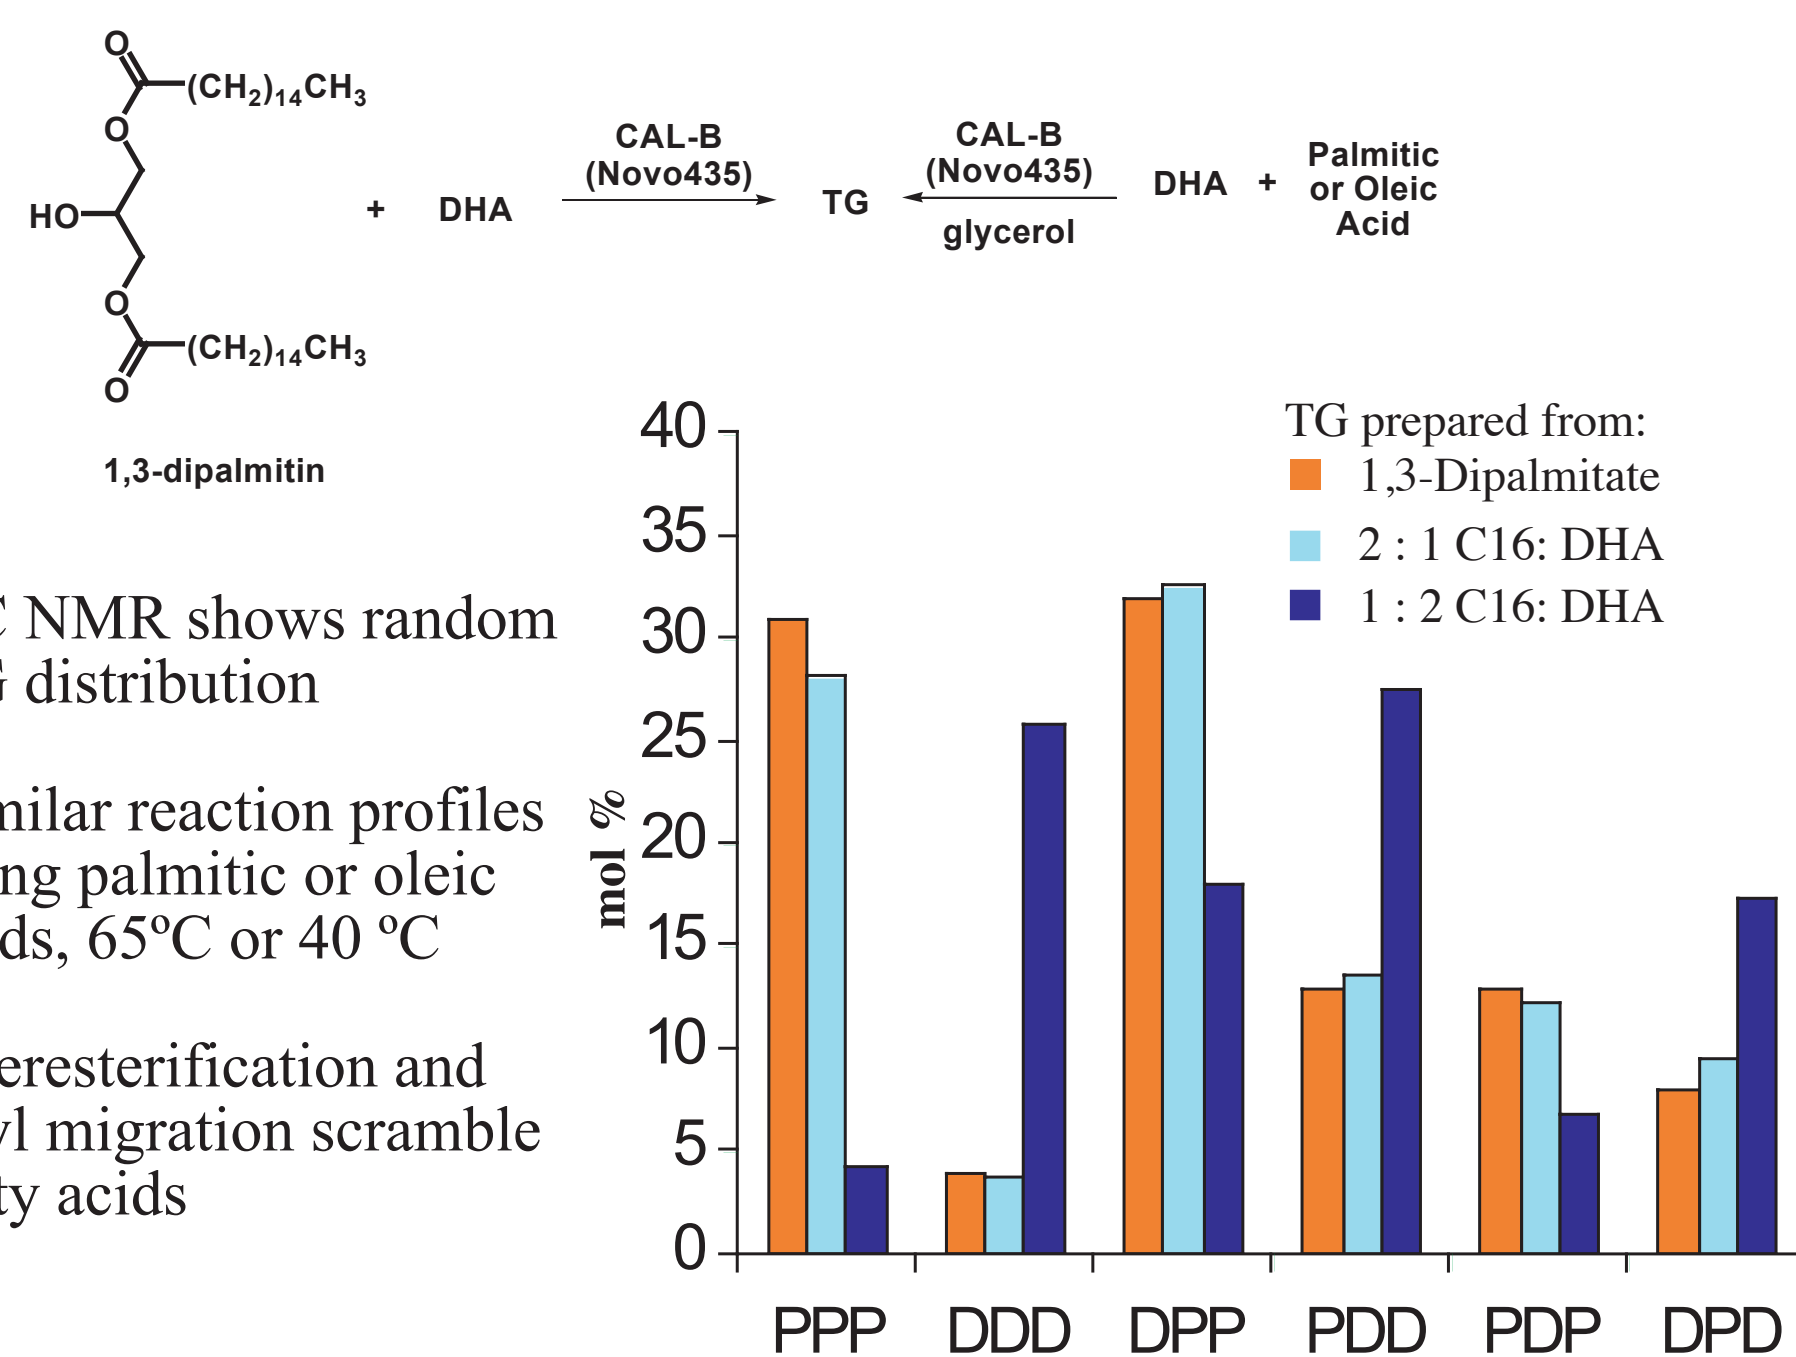 O
(CH2)14CH3
O
HO
O
(CH2)14CH3
O
1,3-dipalmitin
+
DHA
CAL-B
(Novo435)
TG
CAL-B
(Novo435)
glycerol
DHA
+
Palmitic
or Oleic
Acid
C NMR shows random
G distribution
milar reaction profiles
ng palmitic or oleic
ds, 65ºC or 40 ºC
eresterification and
yl migration scramble
ty acids
TG prepared from:
1,3-Dipalmitate
2 : 1 C16: DHA
1 : 2 C16: DHA
mol %
40
35
30
25
20
15
10
5
0
PPP DDD DPP PDD PDP DPD